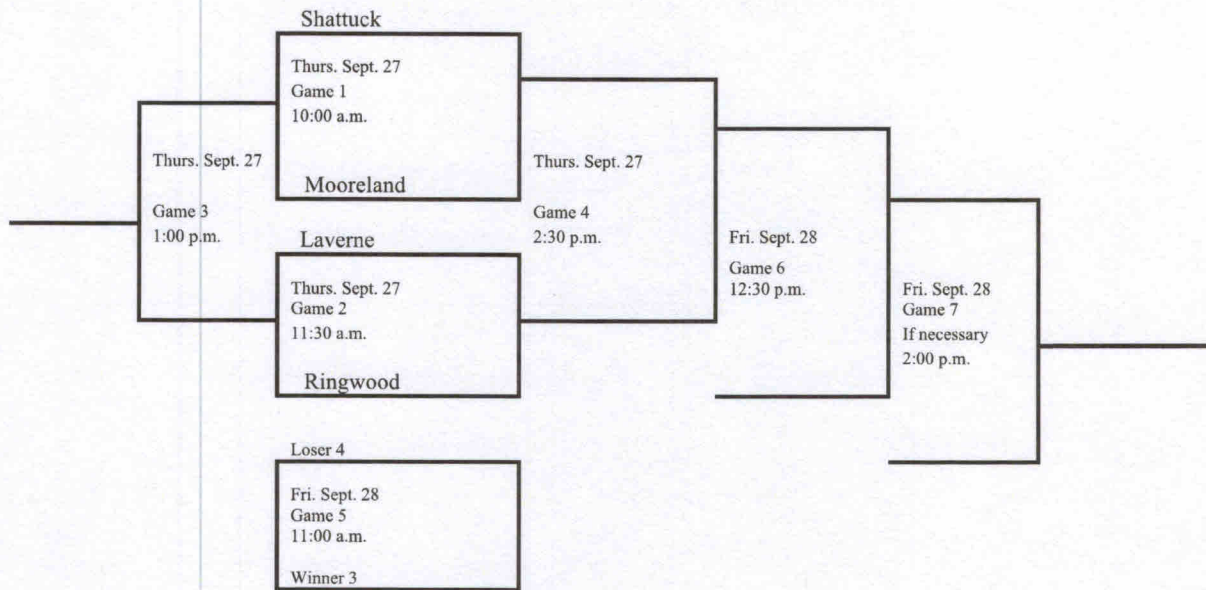 Shattuck
Thurs. Sept. 27
Game 1
10:00 a.m.
Mooreland
Thurs. Sept. 27
Game 3
1:00 p.m.
Laverne
Thurs. Sept. 27
Game 2
11:30 a.m.
Ringwood
Thurs. Sept. 27
Game 4
2:30 p.m.
Loser 4
Fri. Sept. 28
Game 5
11:00 a.m.
Winner 3
Fri. Sept. 28
Game 6
12:30 p.m.
Fri. Sept. 28
Game 7
If necessary
2:00 p.m.